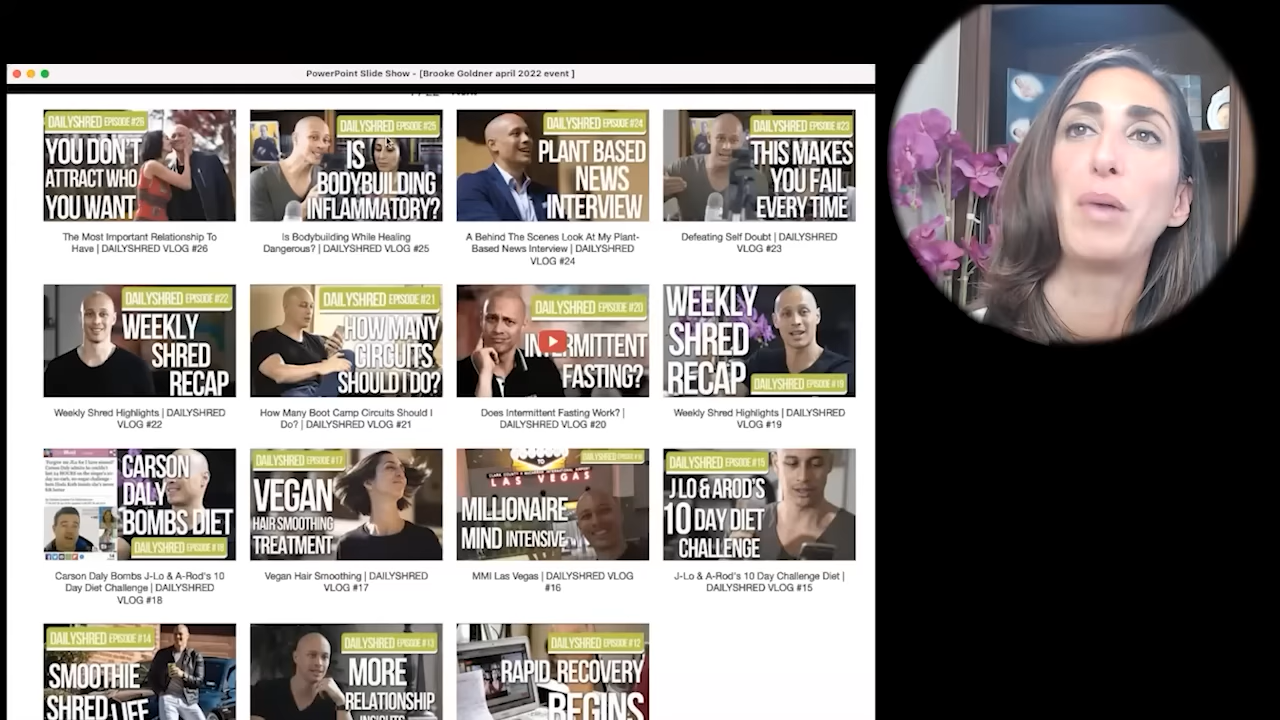 PowerPoint Slide Show - [Brooke Goldner april 2022 event ]
DAILYSHRED EPISODE #26
YOU DON'T
ATTRACT WHO
YOU WANT
The Most Important Relationship To
Have | DAILYSHRED VLOG #26
DAILYSHRED EPISODE #25
IS
BODYBUILDING
INFLAMMATORY?
Is Bodybuilding While Healing
Dangerous? | DAILYSHRED VLOG #25
DAILYSHRED EPISODE #24
PLANT BASED
NEWS
INTERVIEW
A Behind The Scenes Look At My Plant-
Based News Interview | DAILYSHRED
VLOG #24
DAILYSHRED EPISODE #23
THIS MAKES
YOU FAIL
EVERY TIME
Defeating Self Doubt | DAILYSHRED
VLOG #23
DAILYSHRED EPISODE #22
WEEKLY
SHRED
RECAP
Weekly Shred Highlights | DAILYSHRED
VLOG #22
DAILYSHRED EPISODE #21
HOW MANY
CIRCUITS
SHOULD I DO?
How Many Boot Camp Circuits Should I
Do? | DAILYSHRED VLOG #21
DAILYSHRED EPISODE #20
INTERMITTENT
FASTING?
Does Intermittent Fasting Work? |
DAILYSHRED VLOG #20
WEEKLY
SHRED
RECAP
DAILYSHRED EPISODE #19
Weekly Shred Highlights | DAILYSHRED
VLOG #19
CARSON
DALY
BOMBS DIET
DAILYSHRED EPISODE #18
Carson Daly Bombs J-Lo & A-Rod's 10
Day Diet Challenge | DAILYSHRED
VLOG #18
DAILYSHRED EPISODE #17
VEGAN
HAIR SMOOTHING
TREATMENT
Vegan Hair Smoothing | DAILYSHRED
VLOG #17
LAS VEGAS
MILLIONAIRE
MIND INTENSIVE
MMI Las Vegas | DAILYSHRED VLOG
#16
DAILYSHRED EPISODE #15
JLO & AROD'S
10 DAY DIET
CHALLENGE
J-Lo & A-Rod's 10 Day Challenge Diet |
DAILYSHRED VLOG #15
DAILYSHRED EPISODE #14
SMOOTHIE
SHRED LIFE
DAILYSHRED EPISODE #13
MORE
RELATIONSHIP
INSIGHTS
DAILYSHRED EPISODE #12
RAPID RECOVERY
BEGINS